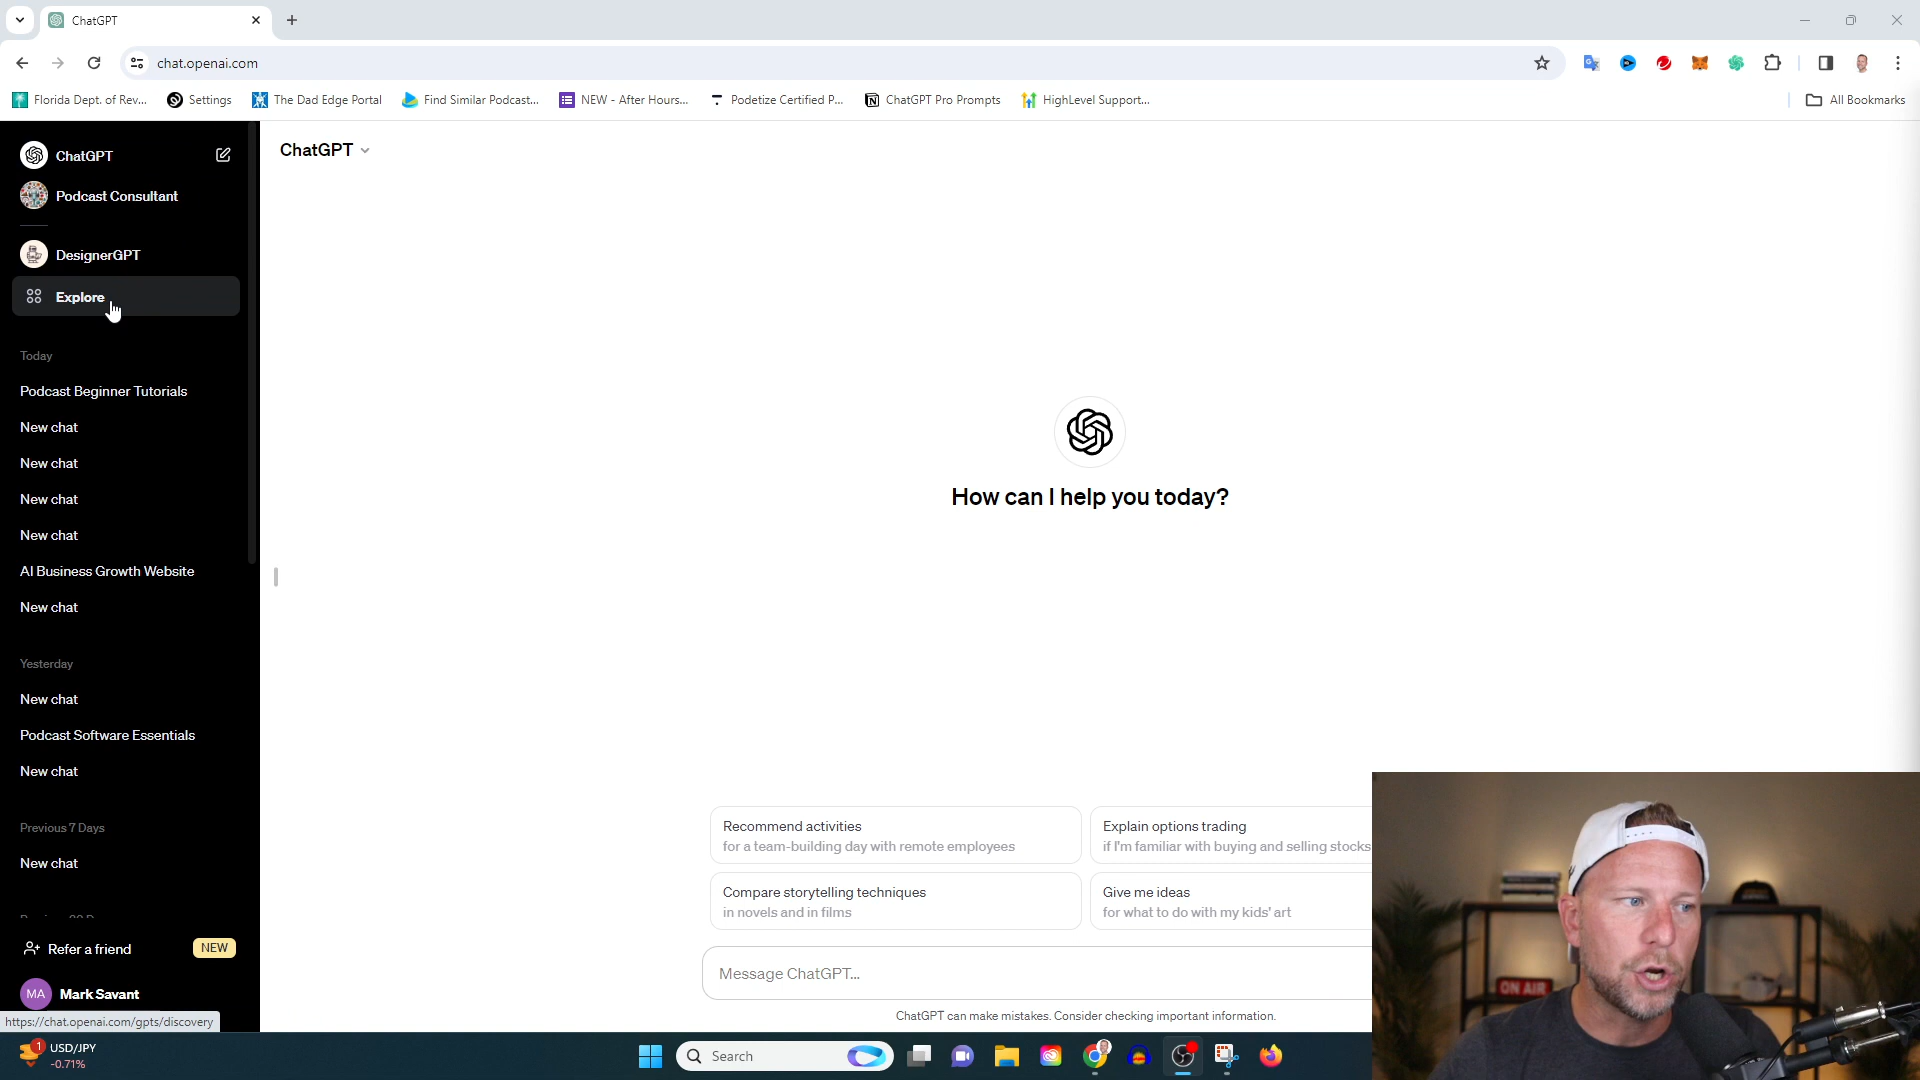 ChatGPT
chat.openai.com
Florida Dept. of Rev...
Settings
The Dad Edge Portal
Find Similar Podcast...
NEW - After Hours...
Podetize Certified P...
ChatGPT Pro Prompts
HighLevel Support...
All Bookmarks
ChatGPT
Podcast Consultant
DesignerGPT
Explore
Today
Podcast Beginner Tutorials
New chat
New chat
New chat
New chat
AI Business Growth Website
New chat
Yesterday
New chat
Podcast Software Essentials
New chat
Previous 7 Days
New chat
Refer a friend
NEW
MA
Mark Savant
https://chat.openai.com/gpts/discovery
ChatGPT
How can I help you today?
Recommend activities
for a team-building day with remote employees
Explain options trading
if I'm familiar with buying and selling stocks
Compare storytelling techniques
in novels and in films
Give me ideas
for what to do with my kids' art
Message ChatGPT...
ChatGPT can make mistakes. Consider checking important information.
ON AIR
1
USD/JPY
-0.71%
Search